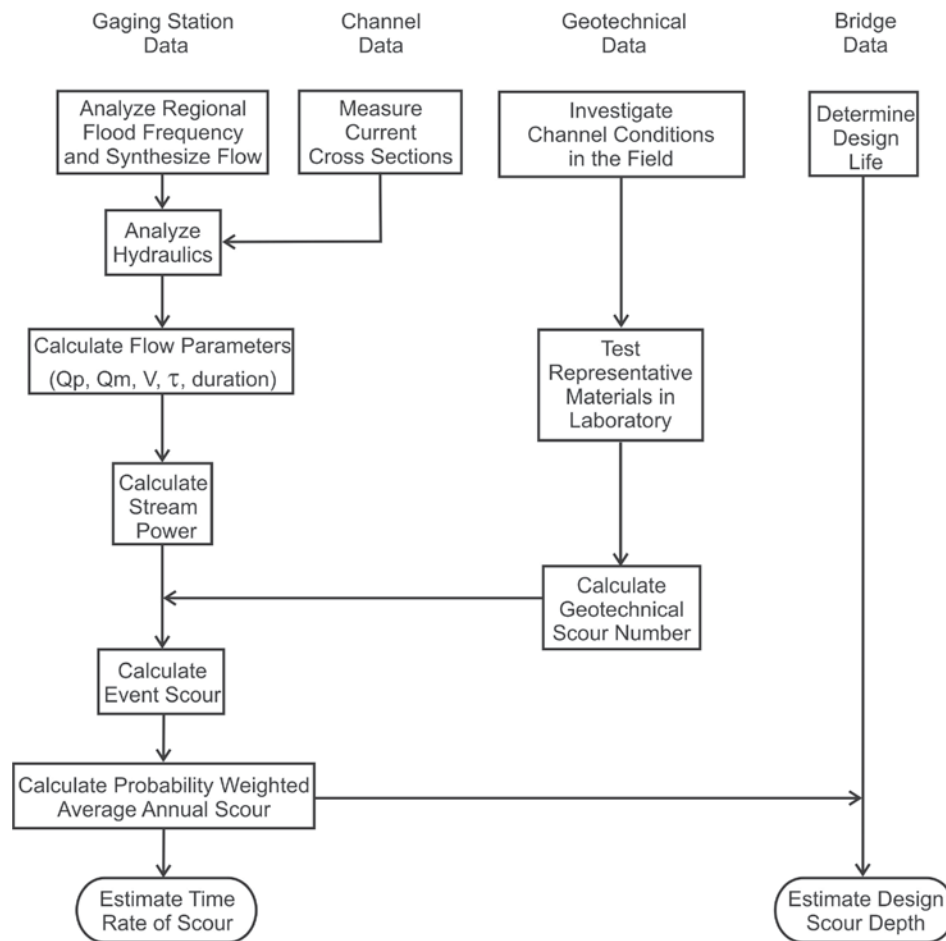 Gaging Station
Data
Channel
Data
Geotechnical
Data
Bridge
Data
Analyze Regional
Flood Frequency
and Synthesize Flow
Measure
Current
Cross Sections
Investigate
Channel Conditions
in the Field
Determine
Design
Life
Analyze
Hydraulics
Calculate Flow Parameters
(Qp, Qm, V, τ, duration)
Test
Representative
Materials in
Laboratory
Calculate
Stream
Power
Calculate
Geotechnical
Scour Number
Calculate
Event Scour
Calculate Probability Weighted
Average Annual Scour
Estimate Time
Rate of Scour
Estimate Design
Scour Depth